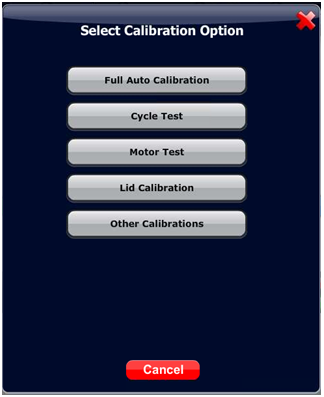 Select Calibration Option
Full Auto Calibration
Cycle Test
Motor Test
Lid Calibration
Other Calibrations
Cancel